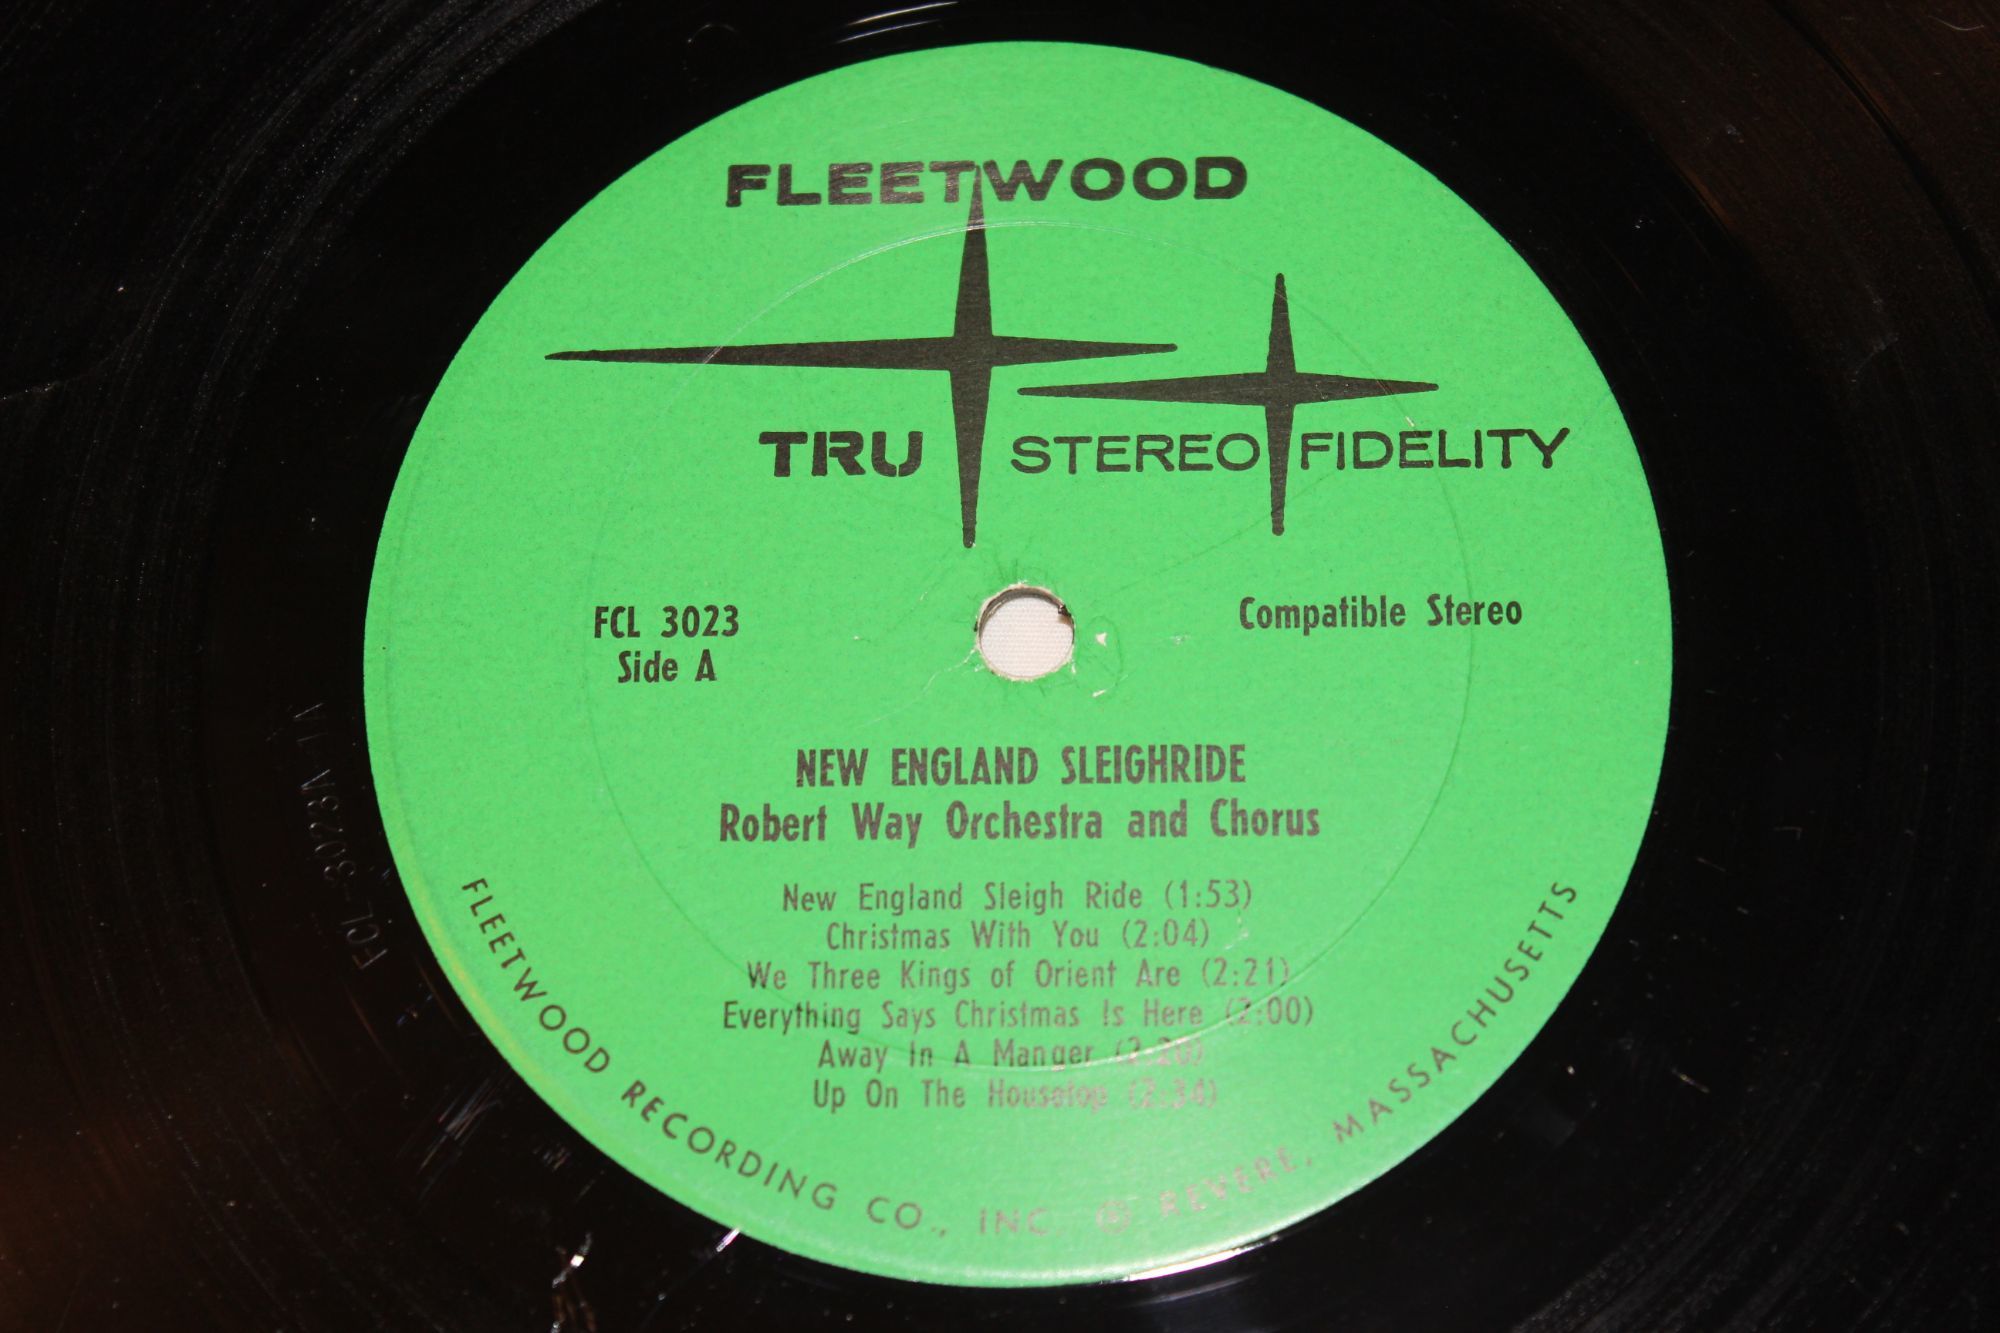 FLEETWOOD
TRU STEREO FIDELITY
FCL 3023
Side A
Compatible Stereo
NEW ENGLAND SLEIGHRIDE
Robert Way Orchestra and Chorus
New England Sleigh Ride (1:53)
Christmas With You (2:04)
We Three Kings of Orient Are (2:21)
Everything Says Christmas Is Here (2:00)
Away In A Manger (2:20)
Up On The Housetop (2:34)
FLEETWOOD RECORDING CO., INC. ® REVERE, MASSACHUSETTS
FCL-3023A 1A